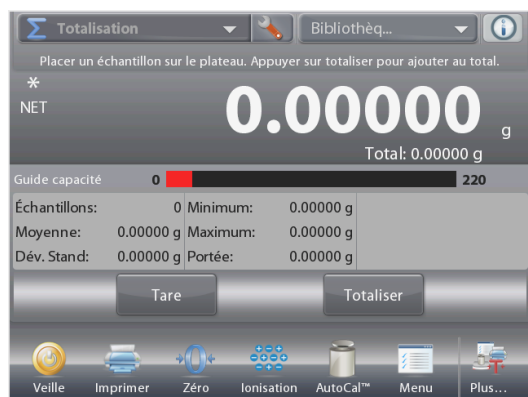 Σ Totalisation Bibliothèq...
Placer un échantillon sur le plateau. Appuyer sur totaliser pour ajouter au total.
*
NET
0.00000 g
Total: 0.00000 g
Guide capacité 0 220
Échantillons: 0 Minimum: 0.00000 g
Moyenne: 0.00000 g Maximum: 0.00000 g
Dév. Stand: 0.00000 g Portée: 0.00000 g
Tare Totaliser
Veille Imprimer Zéro Ionisation AutoCal™ Menu Plus...